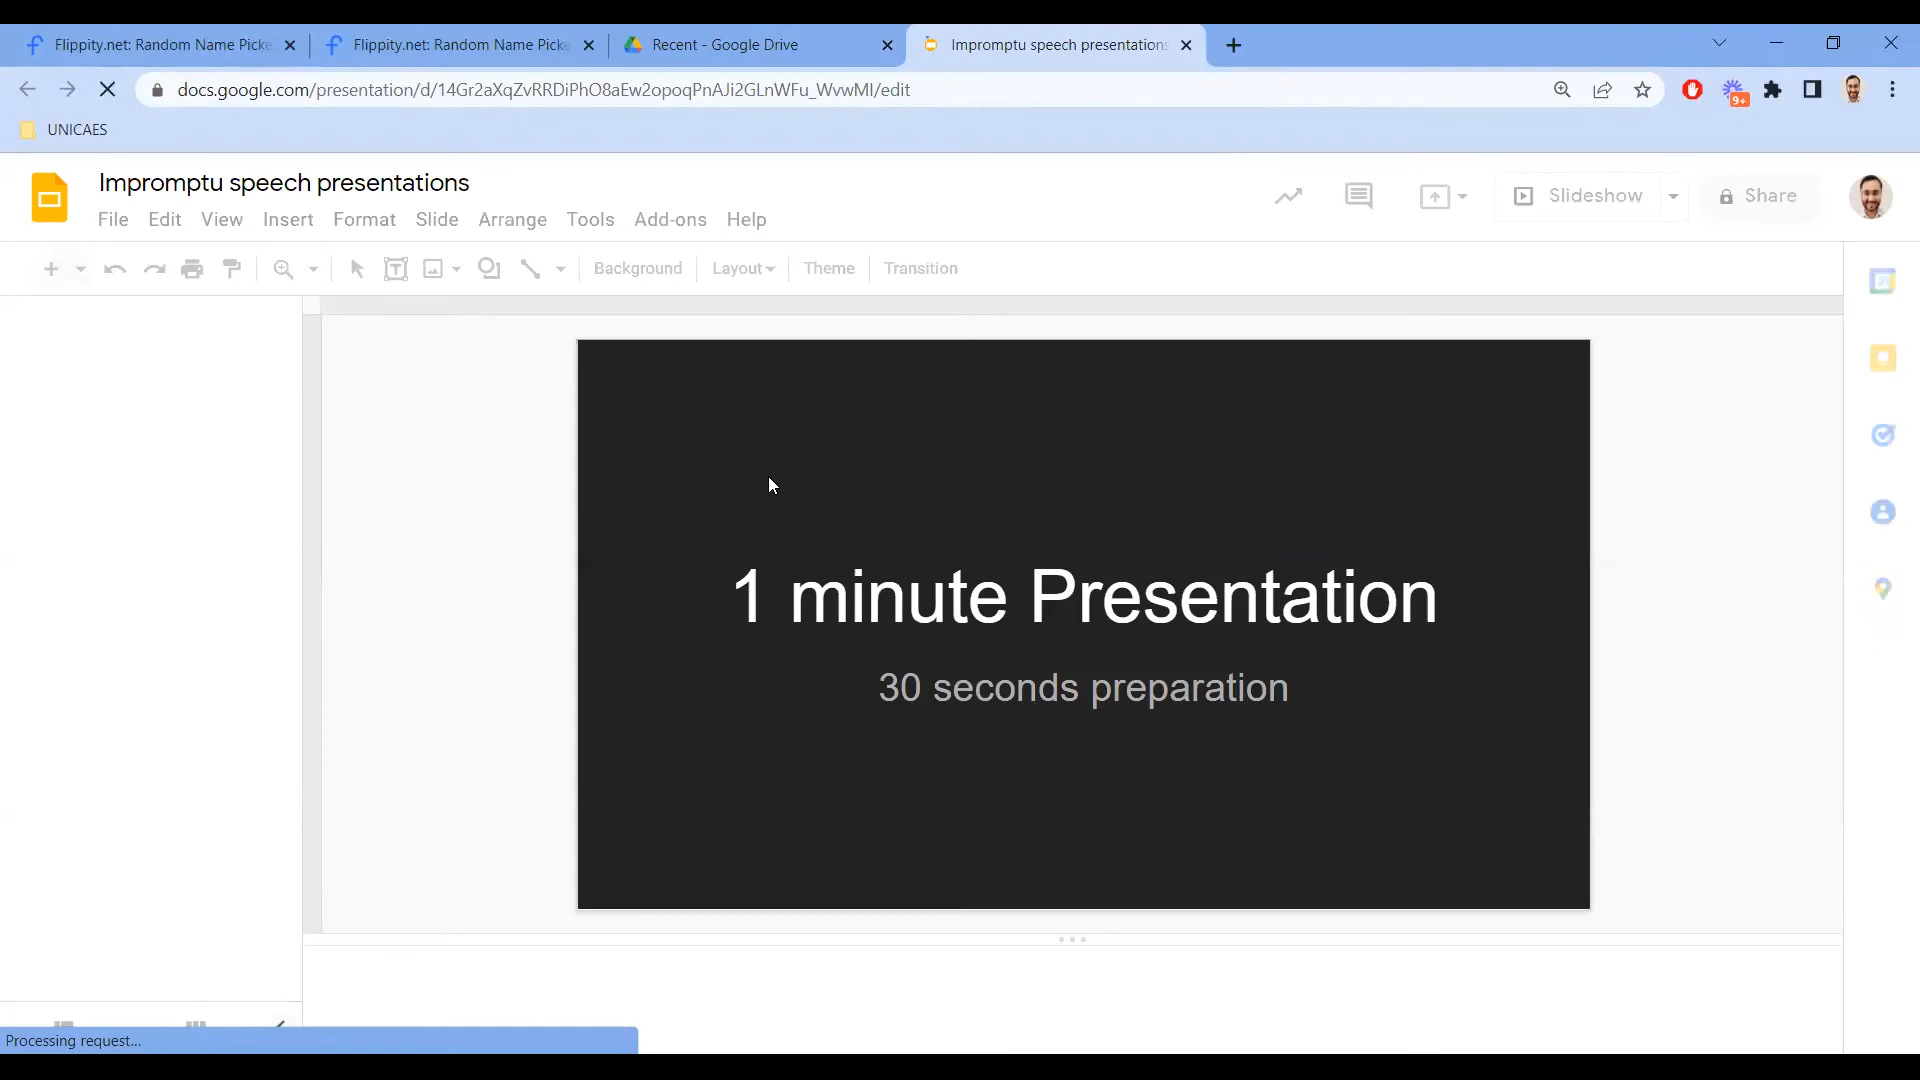 Flippity.net: Random Name Picke
Flippity.net: Random Name Picke
Recent - Google Drive
Impromptu speech presentations
docs.google.com/presentation/d/14Gr2aXqZvRRDiPhO8aEw2opoqPnAJi2GLnWFu_WvwMI/edit
9+
UNICAES
Impromptu speech presentations
File Edit View Insert Format Slide Arrange Tools Add-ons Help
Slideshow
Share
Background Layout Theme Transition
1 minute Presentation
30 seconds preparation
Processing request...